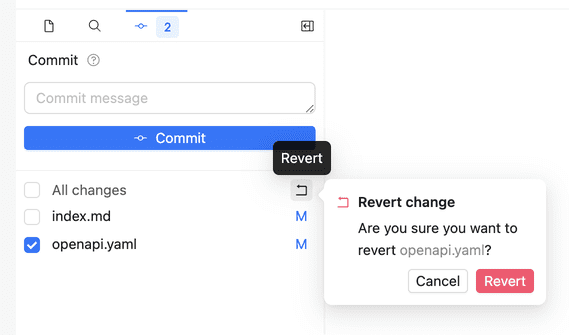 2
Commit
Commit message
Commit
Revert
All changes
index.md M
openapi.yaml M
Revert change
Are you sure you want to
revert openapi.yaml?
Cancel Revert